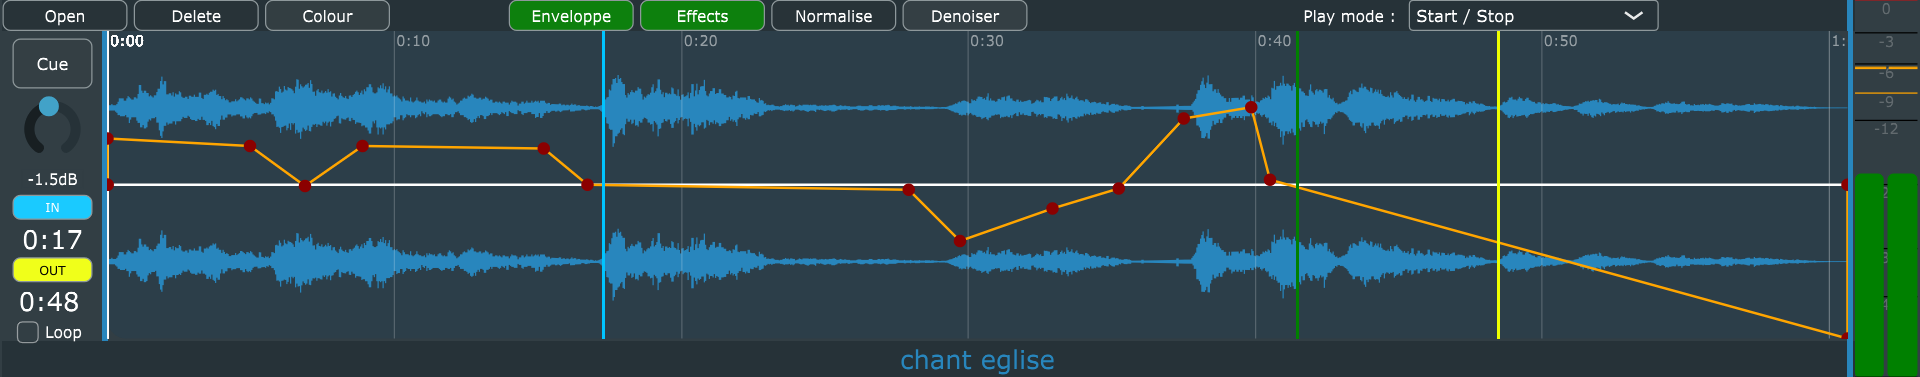 Open Delete Colour Enveloppe Effects Normalise Denoiser Play mode : Start / Stop
0
0:00 0:10 0:20 0:30 0:40 0:50 1:
-3
Cue
-6
-9
-12
-1.5dB
IN
0:17
OUT
0:48
Loop
chant eglise